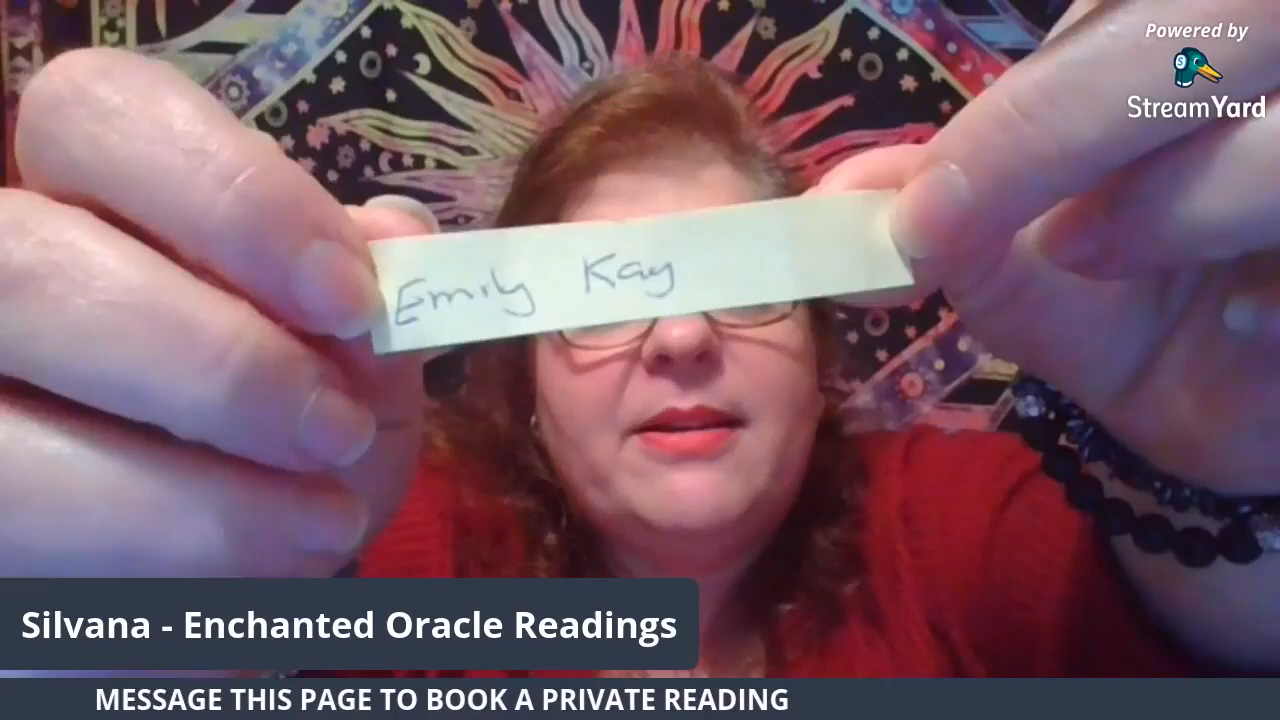 Powered by
StreamYard
Emily Kay
Silvana - Enchanted Oracle Readings
MESSAGE THIS PAGE TO BOOK A PRIVATE READING